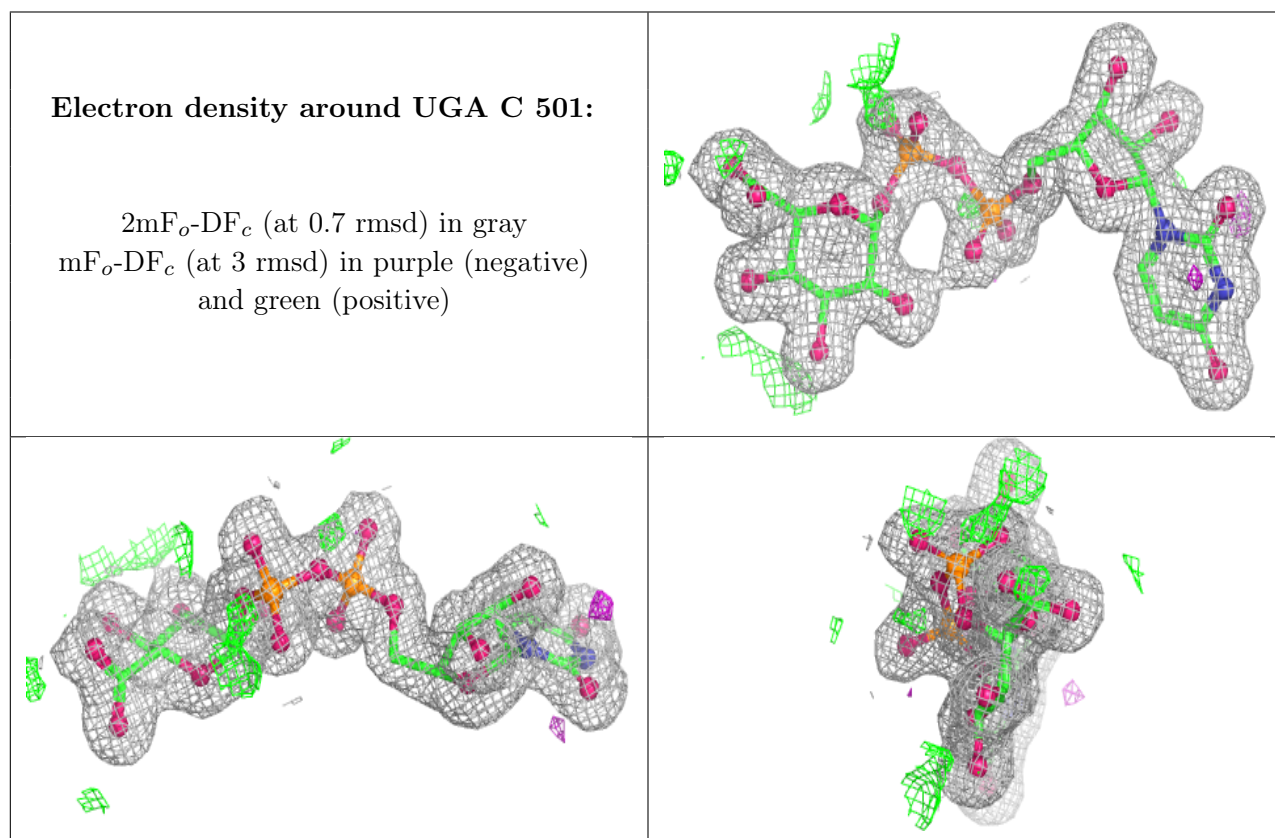 Electron density around UGA C 501:
2mFo-DFc (at 0.7 rmsd) in gray
mFo-DFc (at 3 rmsd) in purple (negative)
and green (positive)